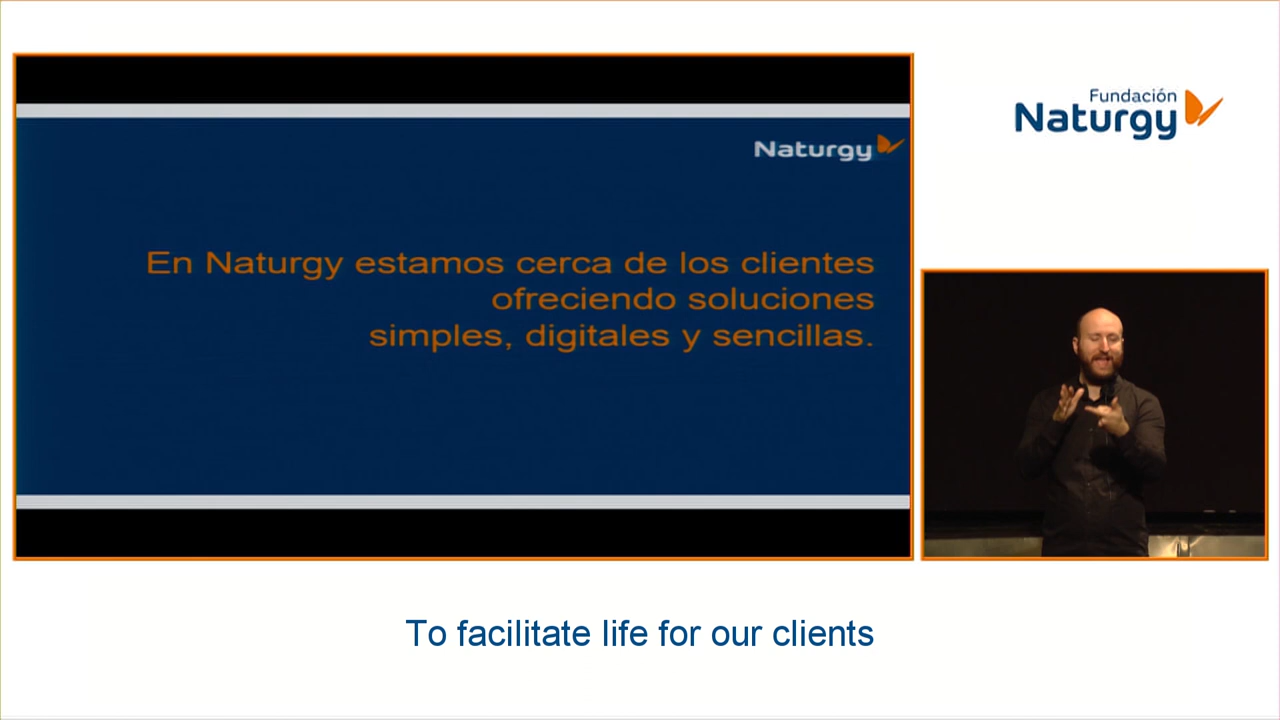 Fundación
Naturgy
Naturgy
En Naturgy estamos cerca de los clientes
ofreciendo soluciones
simples, digitales y sencillas.
To facilitate life for our clients